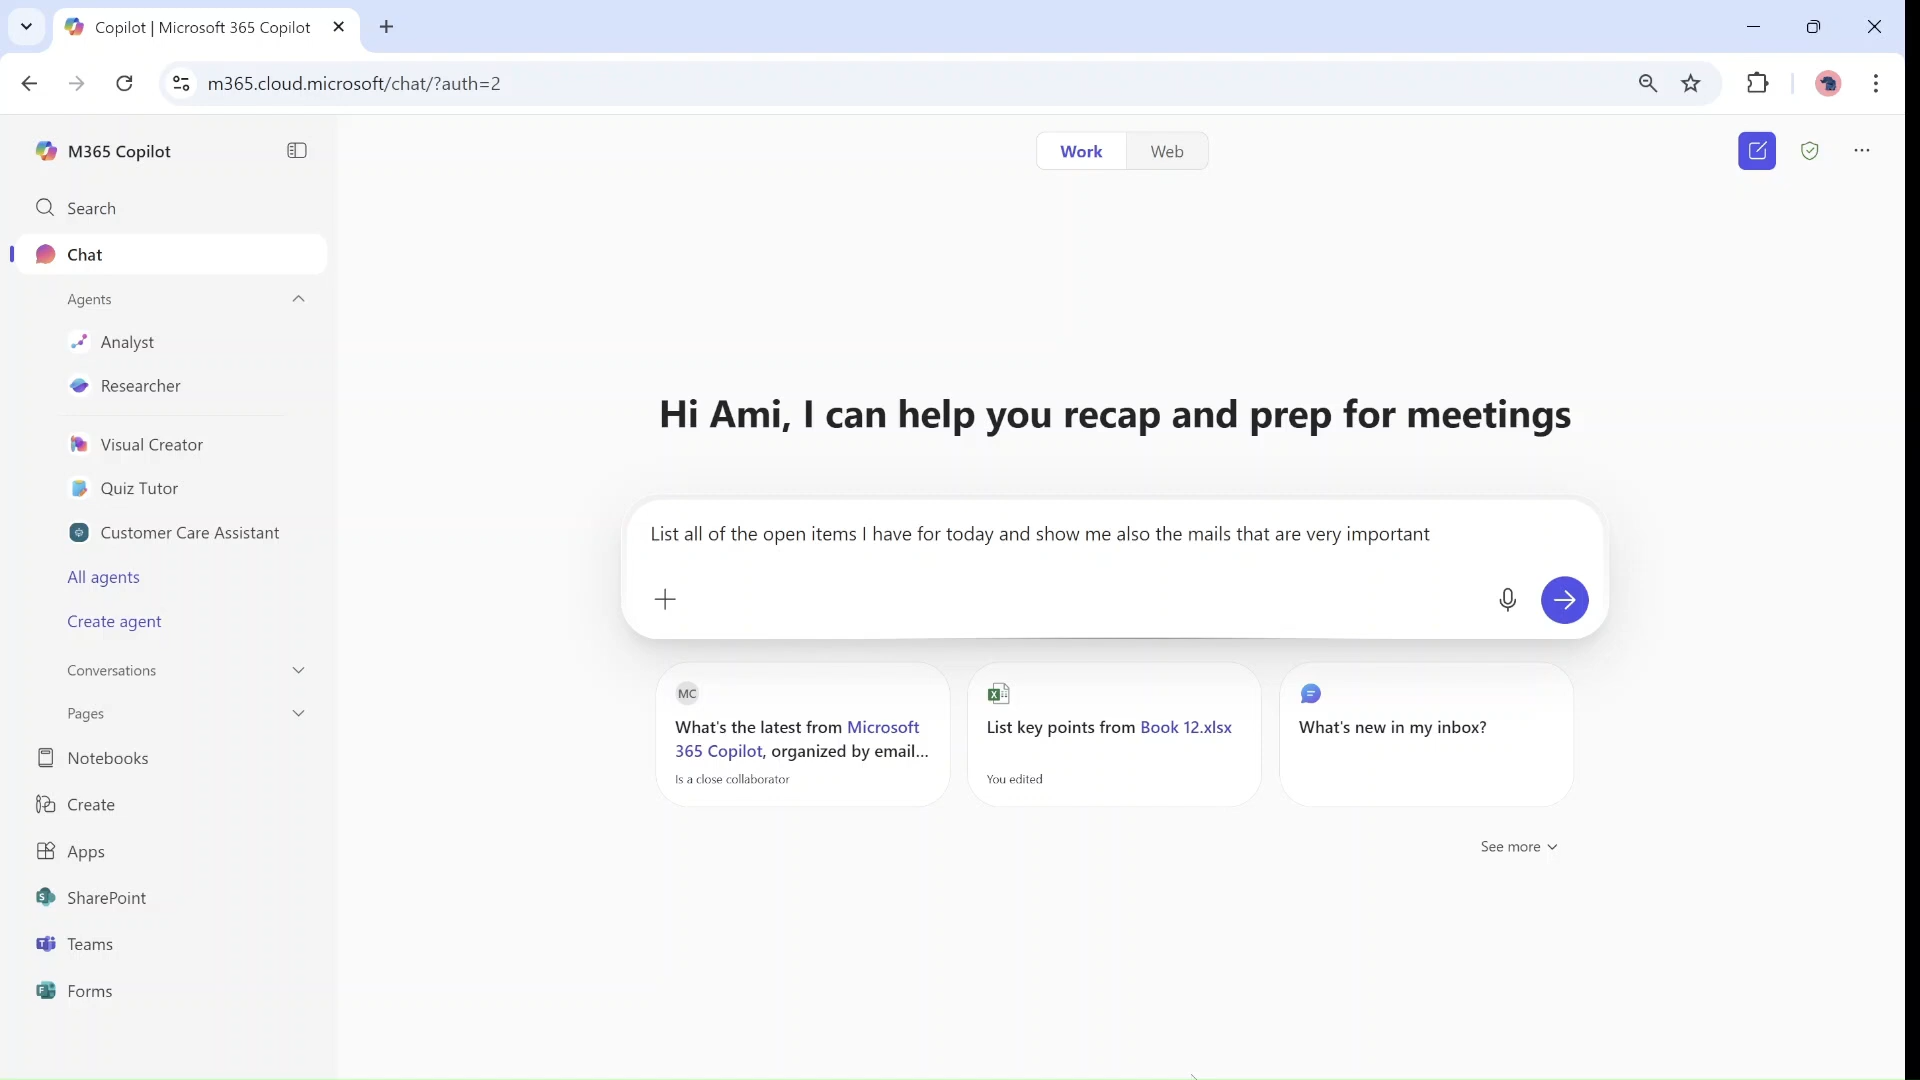 Copilot | Microsoft 365 Copilot
m365.cloud.microsoft/chat/?auth=2
M365 Copilot
Search
Chat
Agents
Analyst
Researcher
Visual Creator
Quiz Tutor
Customer Care Assistant
All agents
Create agent
Conversations
Pages
Notebooks
Create
Apps
SharePoint
Teams
Forms
Work
Web
Hi Ami, I can help you recap and prep for meetings
List all of the open items I have for today and show me also the mails that are very important
MC
What's the latest from Microsoft
365 Copilot, organized by email...
Is a close collaborator
List key points from Book 12.xlsx
You edited
What's new in my inbox?
See more